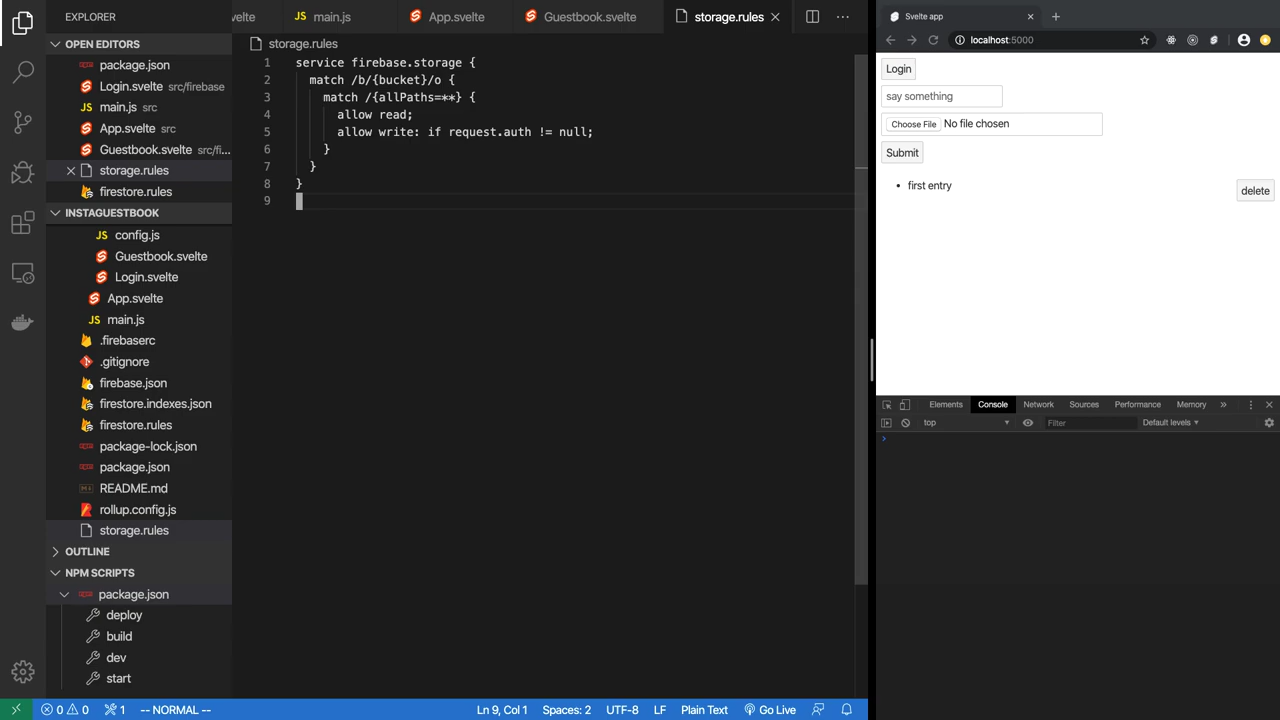 EXPLORER
OPEN EDITORS
package.json
Login.svelte src/firebase
main.js src
App.svelte src
Guestbook.svelte src/fi...
storage.rules
firestore.rules
INSTAGUESTBOOK
config.js
Guestbook.svelte
Login.svelte
App.svelte
main.js
.firebaserc
.gitignore
firebase.json
firestore.indexes.json
firestore.rules
package-lock.json
package.json
README.md
rollup.config.js
storage.rules
OUTLINE
NPM SCRIPTS
package.json
deploy
build
dev
start
velte JS main.js App.svelte Guestbook.svelte storage.rules
storage.rules
1 service firebase.storage {
2 match /b/{bucket}/o {
3 match /{allPaths=**} {
4 allow read;
5 allow write: if request.auth != null;
6 }
7 }
8 }
9
0 0 1 -- NORMAL -- Ln 9, Col 1 Spaces: 2 UTF-8 LF Plain Text Go Live
Svelte app
localhost:5000
Login
say something
Choose File No file chosen
Submit
• first entry delete
Elements Console Network Sources Performance Memory »
top Filter Default levels